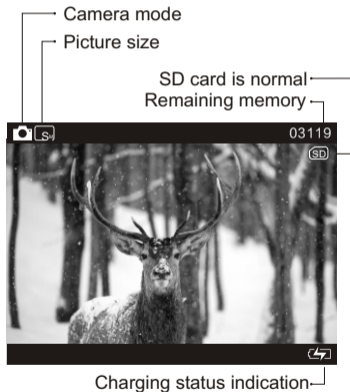 Camera mode
Picture size
SD card is normal
Remaining memory
03119
SD
Charging status indication